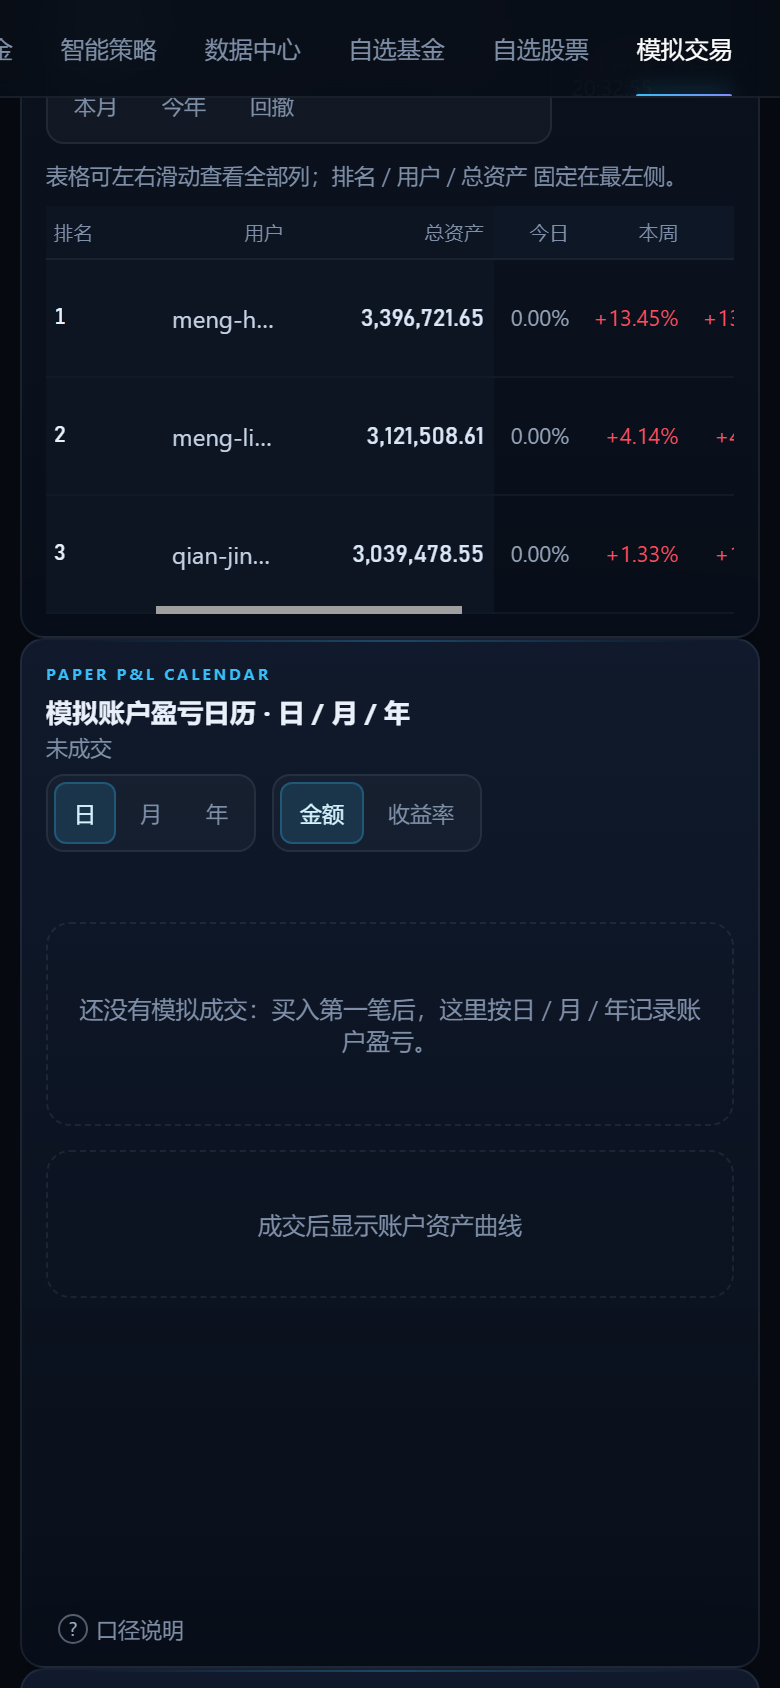 金 智能策略 数据中心 自选基金 自选股票 模拟交易
本月 今年 回撤
表格可左右滑动查看全部列；排名 / 用户 / 总资产 固定在最左侧。
排名 用户 总资产 今日 本周
1 meng-h... 3,396,721.65 0.00% +13.45% +13
2 meng-li... 3,121,508.61 0.00% +4.14% +4
3 qian-jin... 3,039,478.55 0.00% +1.33% +1
PAPER P&L CALENDAR
模拟账户盈亏日历 · 日 / 月 / 年
未成交
日 月 年 金额 收益率
还没有模拟成交：买入第一笔后，这里按日 / 月 / 年记录账
户盈亏。
成交后显示账户资产曲线
? 口径说明